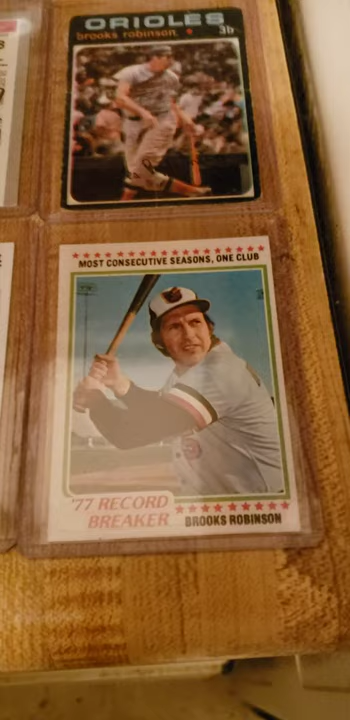 ORIOLES
brooks robinson • 3b
MOST CONSECUTIVE SEASONS, ONE CLUB
'77 RECORD
BREAKER
BROOKS ROBINSON